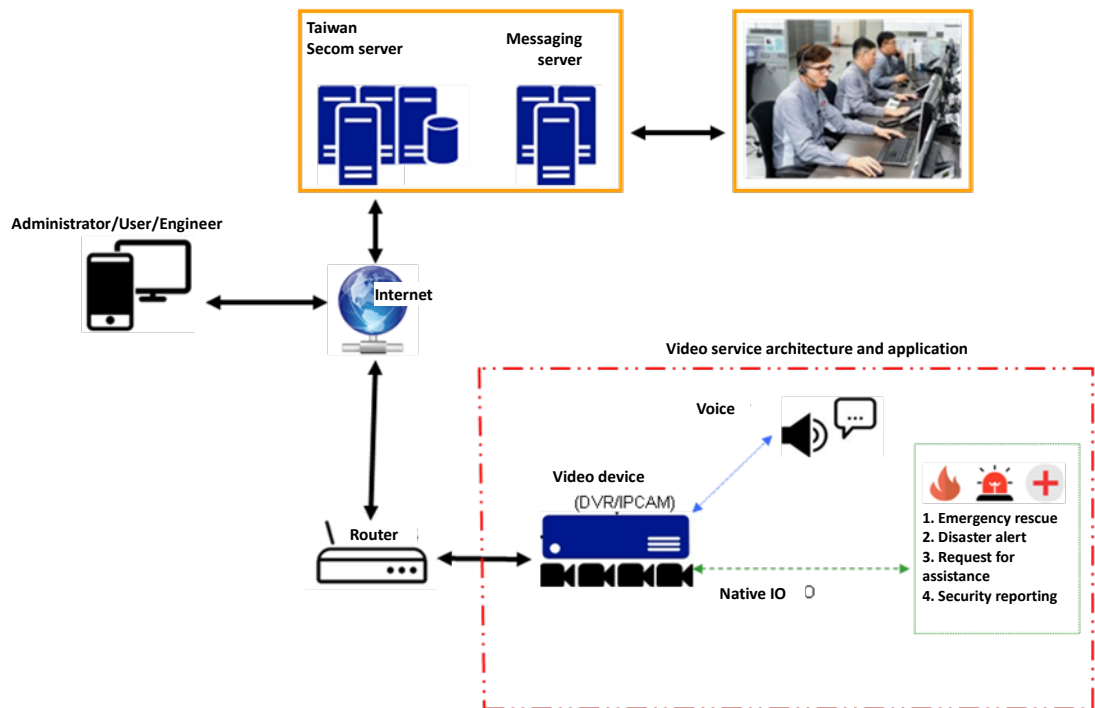 Taiwan
Secom server
Messaging
server
Administrator/User/Engineer
Internet
Video service architecture and application
Voice
...
Video device
(DVR/IPCAM)
Router
1. Emergency rescue
2. Disaster alert
3. Request for
assistance
4. Security reporting
Native IO